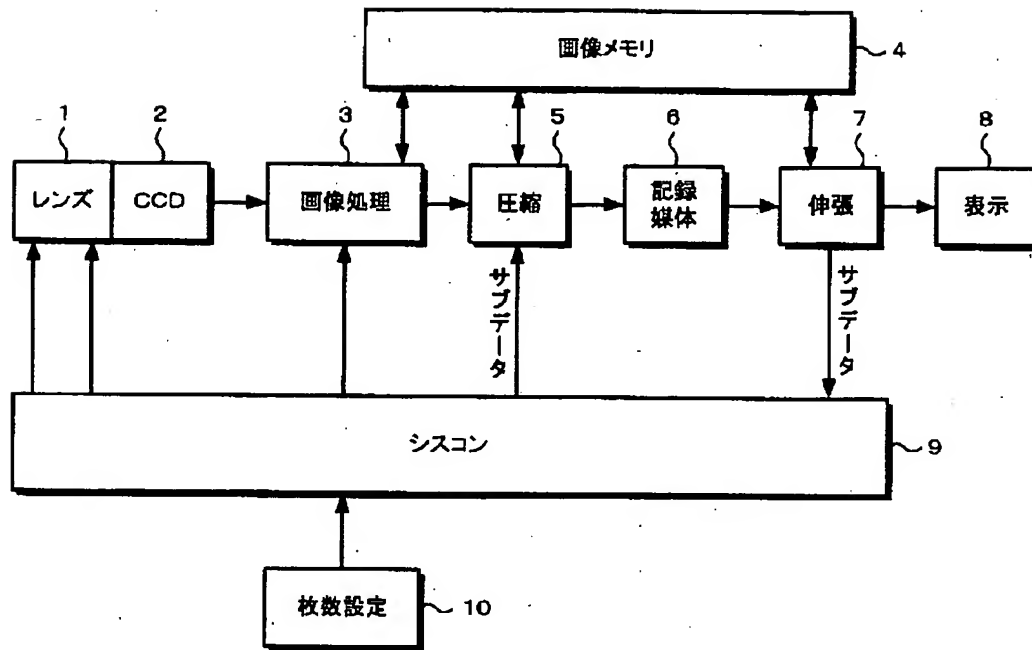 画像メモリ
4
1
2
3
5
6
7
8
レンズ
CCD
画像処理
圧縮
記録
媒体
伸張
表示
サブデータ
サブデータ
シスコン
9
枚数設定
10